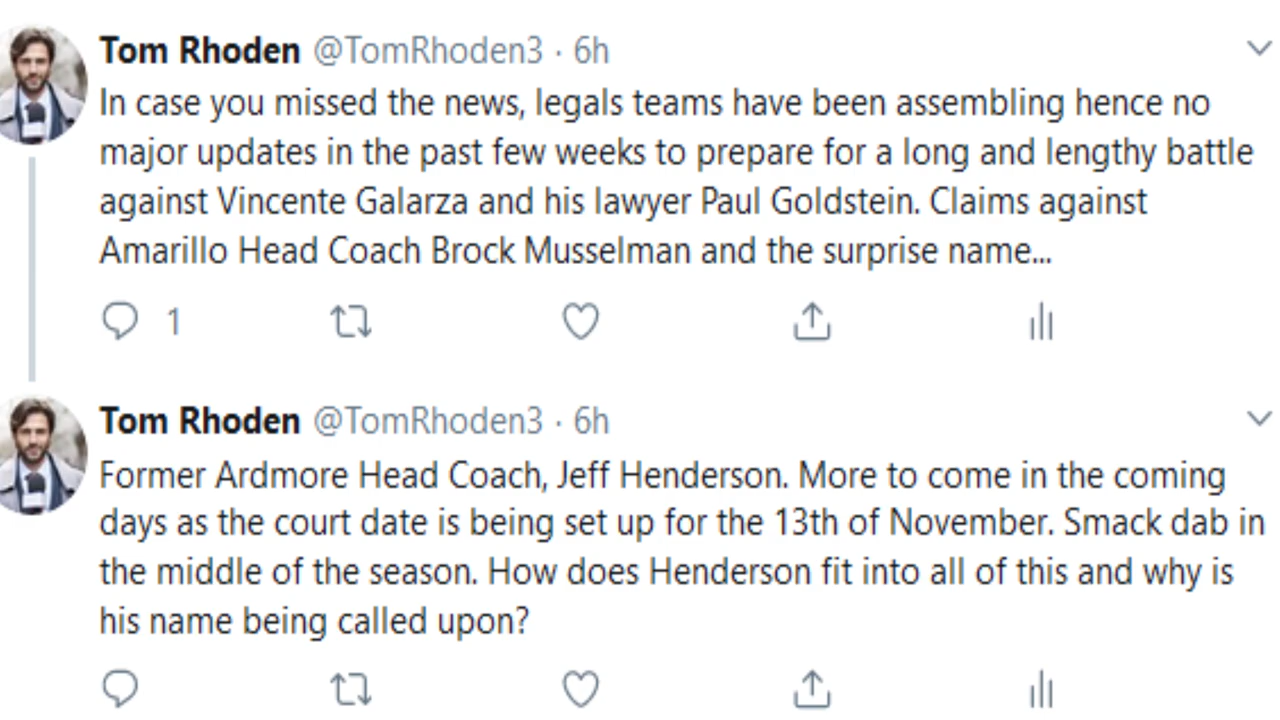 Tom Rhoden @TomRhoden3 · 6h
In case you missed the news, legals teams have been assembling hence no
major updates in the past few weeks to prepare for a long and lengthy battle
against Vincente Galarza and his lawyer Paul Goldstein. Claims against
Amarillo Head Coach Brock Musselman and the surprise name...
1
Tom Rhoden @TomRhoden3 · 6h
Former Ardmore Head Coach, Jeff Henderson. More to come in the coming
days as the court date is being set up for the 13th of November. Smack dab in
the middle of the season. How does Henderson fit into all of this and why is
his name being called upon?